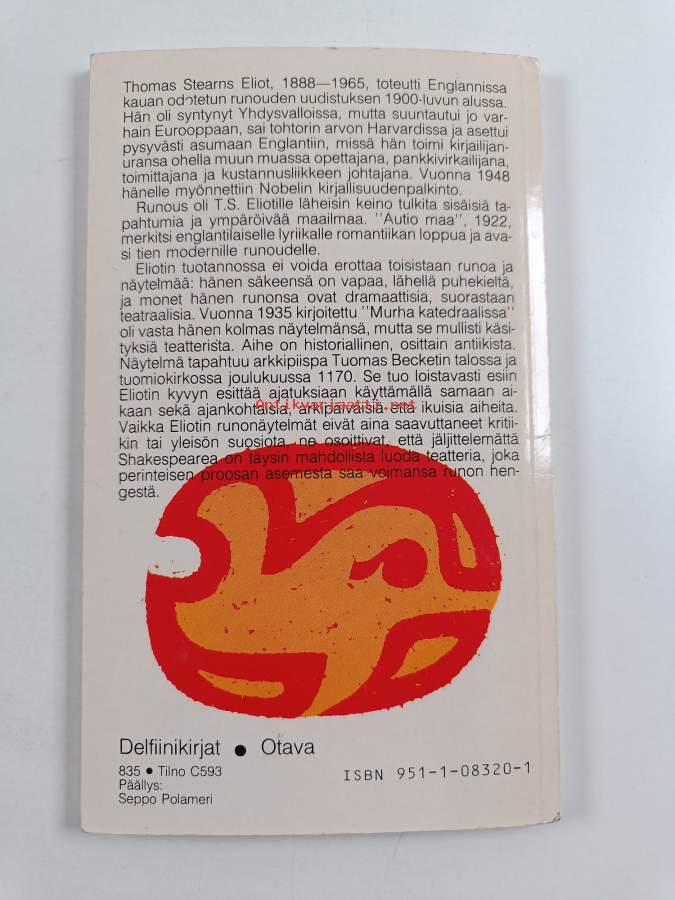 Thomas Stearns Eliot, 1888—1965, toteutti Englannissa
kauan odotetun runouden uudistuksen 1900-luvun alussa.
Hän oli syntynyt Yhdysvalloissa, mutta suuntautui jo var-
hain Eurooppaan, sai tohtorin arvon Harvardissa ja asettui
pysyvästi asumaan Englantiin, missä hän toimi kirjailijan-
uransa ohella muun muassa opettajana, pankkivirkailijana,
toimittajana ja kustannusliikkeen johtajana. Vuonna 1948
hänelle myönnettiin Nobelin kirjallisuudenpalkinto.
Runous oli T.S. Eliotille läheisin keino tulkita sisäisiä ta-
pahtumia ja ympäröivää maailmaa. ''Autio maa'', 1922,
merkitsi englantilaiselle lyriikalle romantiikan loppua ja ava-
si tien modernille runoudelle.
Eliotin tuotannossa ei voida erottaa toisistaan runoa ja
näytelmää: hänen säkeensä on vapaa, lähellä puhekieltä,
ja monet hänen runonsa ovat dramaattisia, suorastaan
teatraalisia. Vuonna 1935 kirjoitettu ''Murha katedraalissa''
oli vasta hänen kolmas näytelmänsä, mutta se mullisti käsi-
tyksiä teatterista. Aihe on historiallinen, osittain antiikista.
Näytelmä tapahtuu arkkipiispa Tuomas Becketin talossa ja
tuomiokirkossa joulukuussa 1170. Se tuo loistavasti esiin
Eliotin kyvyn esittää ajatuksiaan käyttämällä samaan ai-
kaan sekä ajankohtaisia, arkipäiväisiä että ikuisia aiheita.
Antikvariaatti.net
Vaikka Eliotin runonäytelmät eivät aina saavuttaneet kritii-
kin tai yleisön suosiota, ne osoittivat, että jäljittelemättä
Shakespearea on täysin mahdollista luoda teatteria, joka
perinteisen proosan asemesta saa voimansa runon hen-
gestä.
Delfiinikirjat ● Otava
835 ● Tilno C593
Päällys:
Seppo Polameri
ISBN 951-1-08320-1